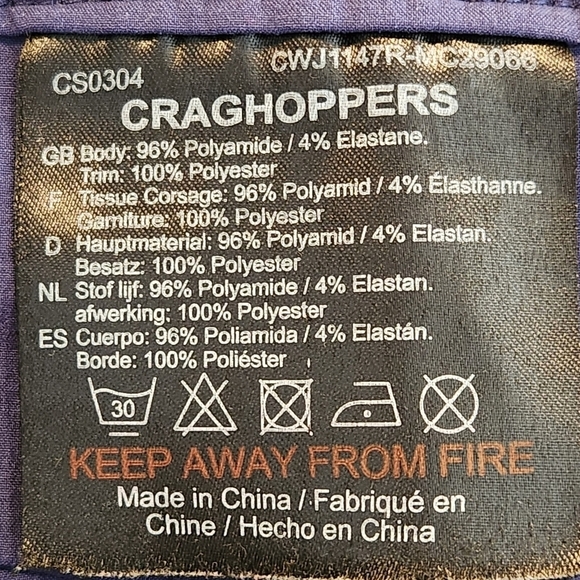 CS0304
CWJ1147R-MC29066
CRAGHOPPERS
GB Body: 96% Polyamide / 4% Elastane.
Trim: 100% Polyester
F Tissue Corsage: 96% Polyamid / 4% Élasthanne.
Garniture: 100% Polyester
D Hauptmaterial: 96% Polyamid / 4% Elastan.
Besatz: 100% Polyester
NL Stof lijf: 96% Polyamide / 4% Elastan.
afwerking: 100% Polyester
ES Cuerpo: 96% Poliamida / 4% Elastán.
Borde: 100% Poliéster
30
KEEP AWAY FROM FIRE
Made in China / Fabriqué en
Chine / Hecho en China